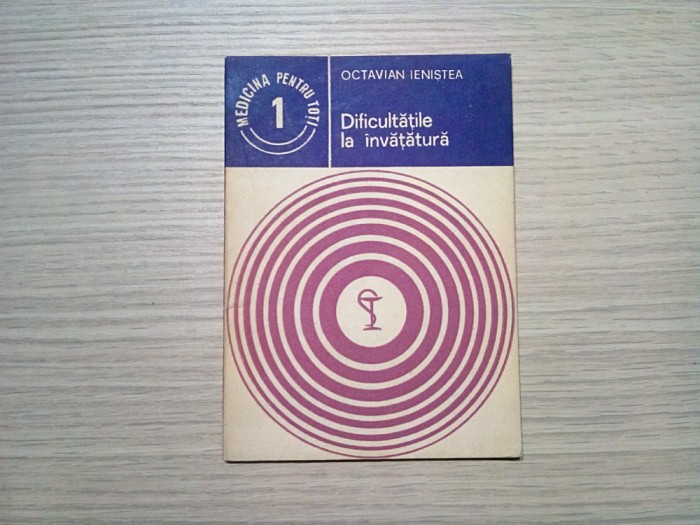 MEDICINA PENTRU TOȚI
1
OCTAVIAN IENIȘTEA
Dificultățile
la învățătură